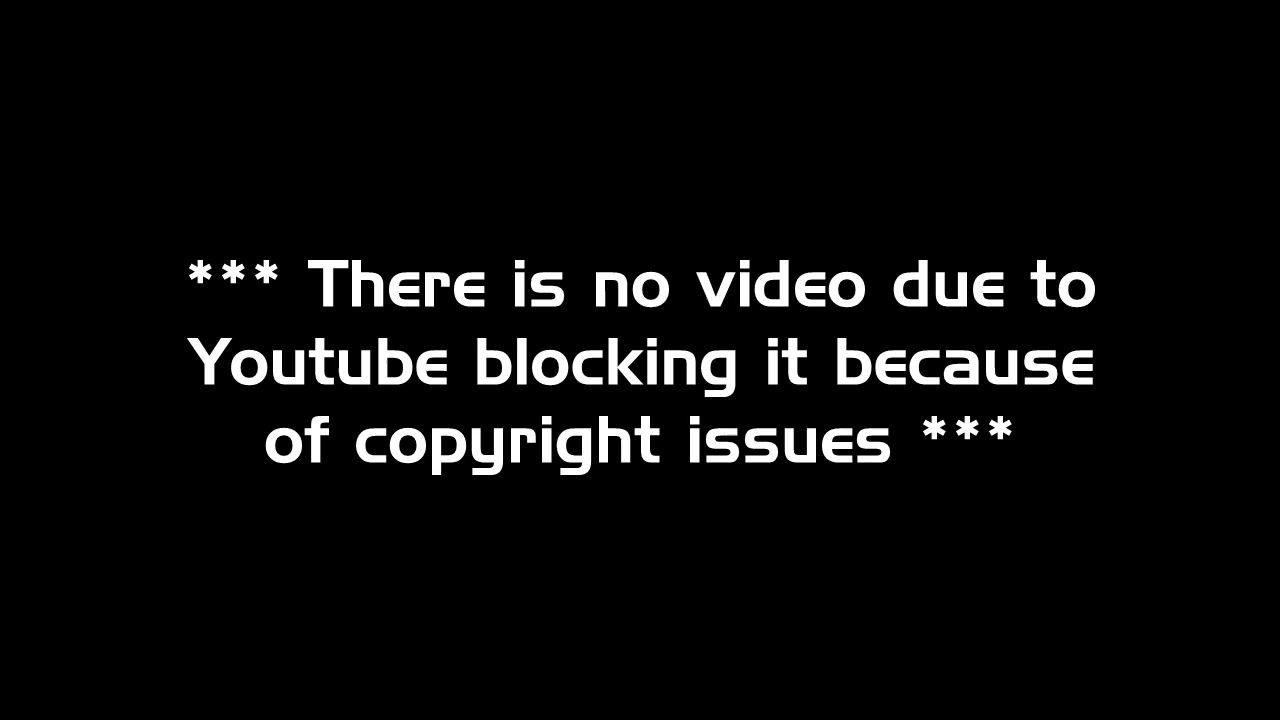 *** There is no video due to
Youtube blocking it because
of copyright issues ***